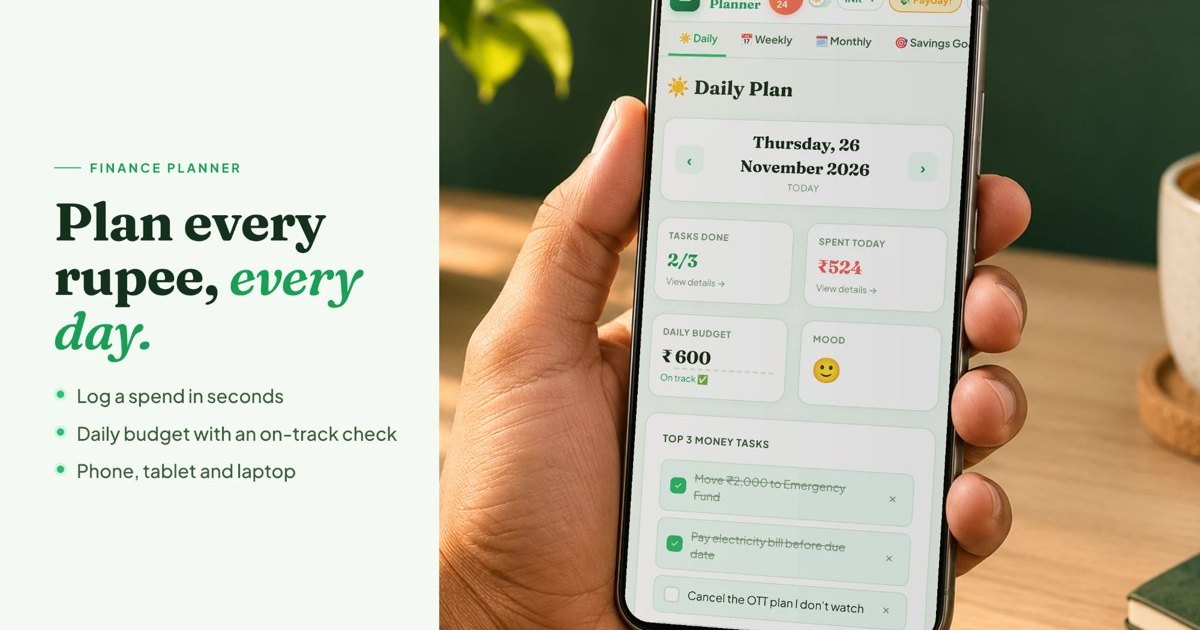 FINANCE PLANNER
Plan every
rupee, every
day.
Log a spend in seconds
Daily budget with an on-track check
Phone, tablet and laptop
Planner
24
INR
Payday!
Daily
Weekly
Monthly
Savings Go
Daily Plan
Thursday, 26
November 2026
TODAY
TASKS DONE
2/3
View details →
SPENT TODAY
₹524
View details →
DAILY BUDGET
₹ 600
On track ✅
MOOD
TOP 3 MONEY TASKS
Move ₹2,000 to Emergency
Fund
Pay electricity bill before due
date
Cancel the OTT plan I don't watch